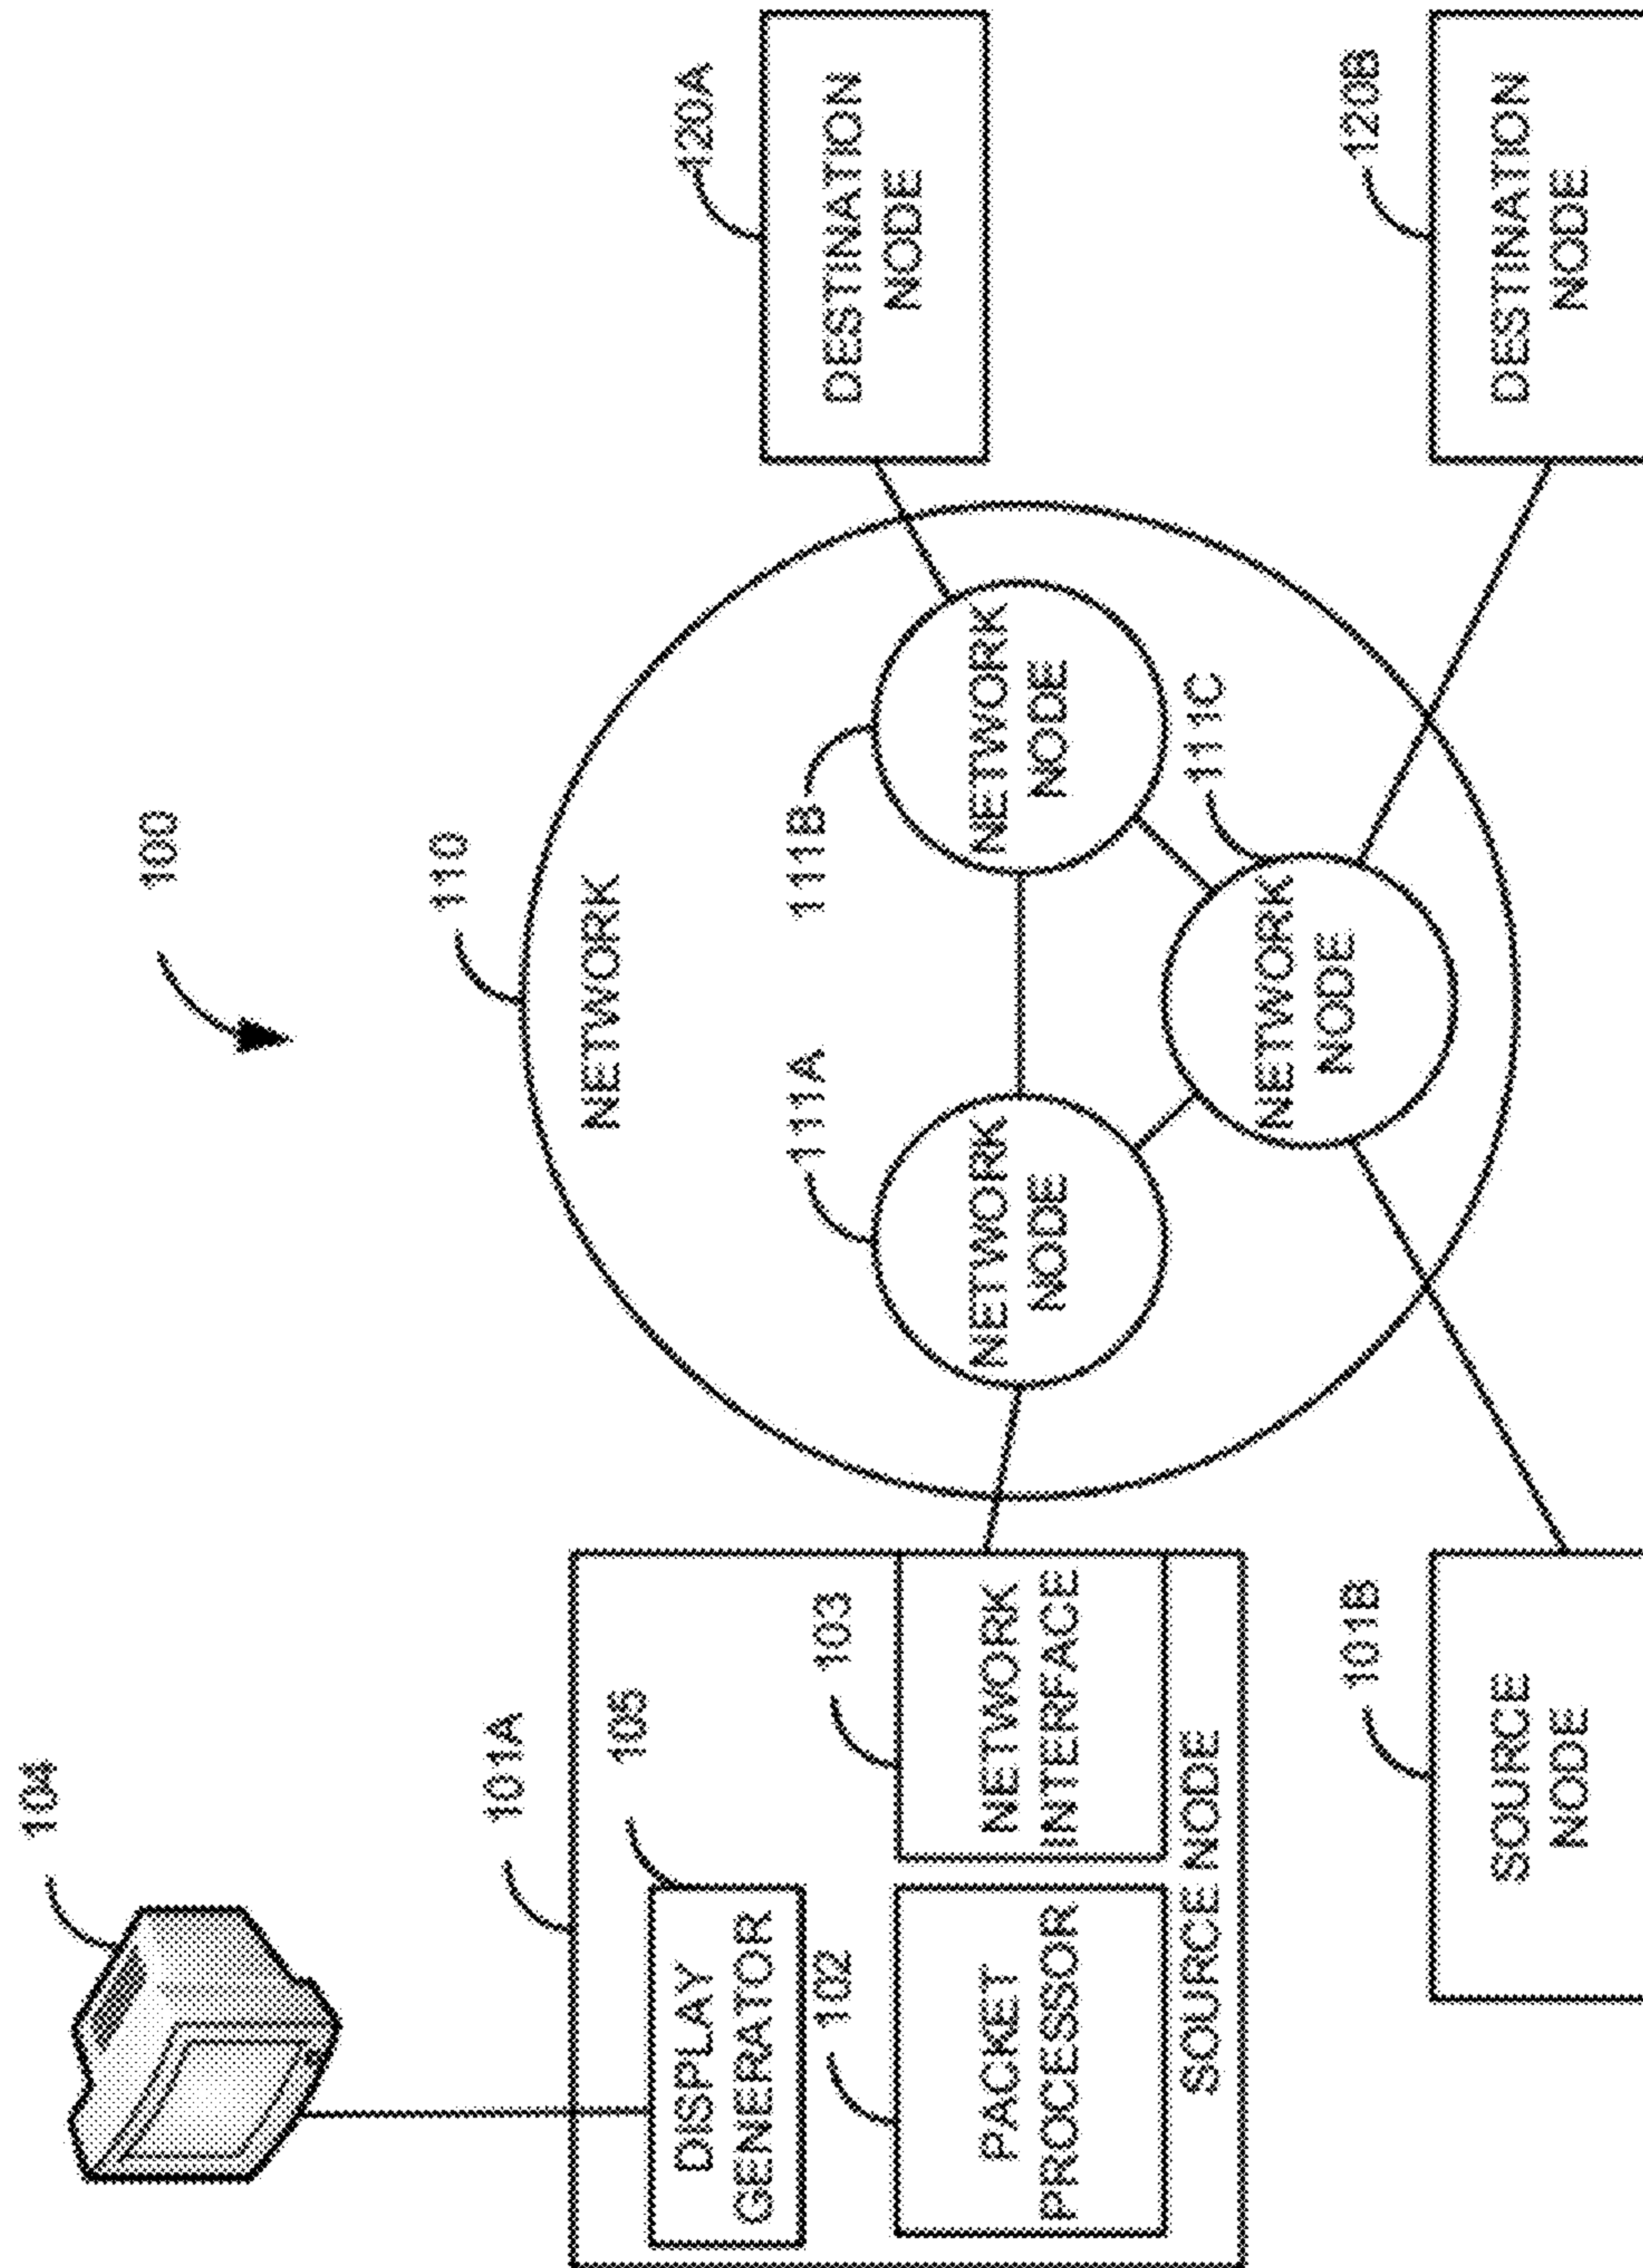 100
104
101A
105
DISPLAY
GENERATOR
102
103
PACKET
PROCESSOR
NETWORK
INTERFACE
SOURCE NODE
110
NETWORK
111A
NETWORK
NODE
111B
NETWORK
NODE
111C
NETWORK
NODE
120A
DESTINATION
NODE
101B
SOURCE
NODE
120B
DESTINATION
NODE